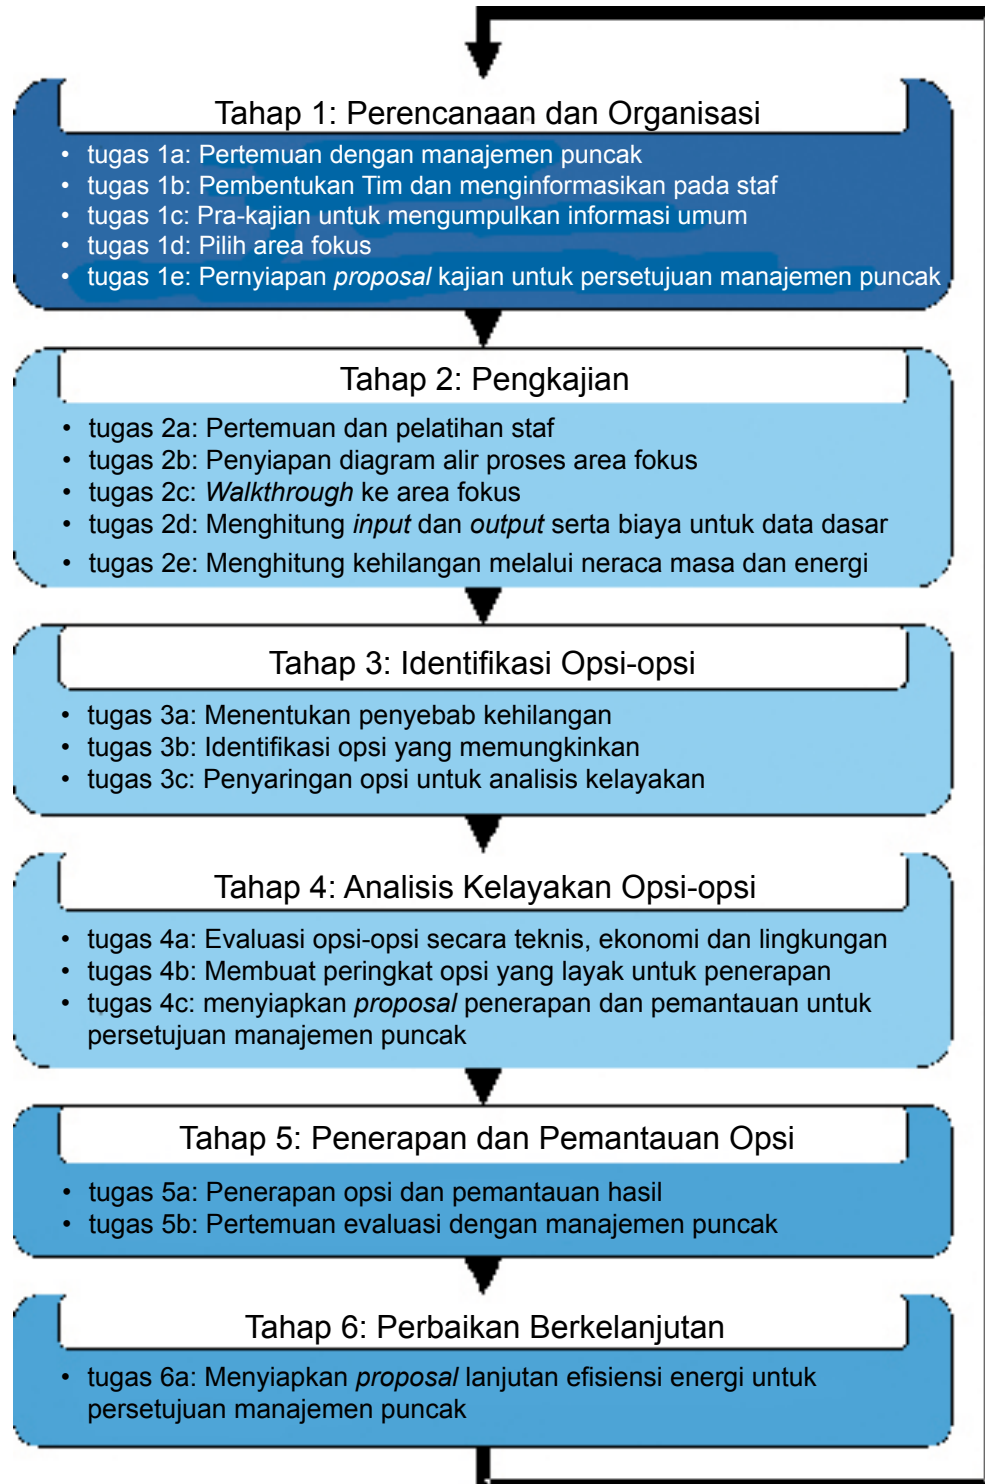 Tahap 1: Perencanaan dan Organisasi
• tugas 1a: Pertemuan dengan manajemen puncak
• tugas 1b: Pembentukan Tim dan menginformasikan pada staf
• tugas 1c: Pra-kajian untuk mengumpulkan informasi umum
• tugas 1d: Pilih area fokus
• tugas 1e: Pernyiapan proposal kajian untuk persetujuan manajemen puncak
Tahap 2: Pengkajian
• tugas 2a: Pertemuan dan pelatihan staf
• tugas 2b: Penyiapan diagram alir proses area fokus
• tugas 2c: Walkthrough ke area fokus
• tugas 2d: Menghitung input dan output serta biaya untuk data dasar
• tugas 2e: Menghitung kehilangan melalui neraca masa dan energi
Tahap 3: Identifikasi Opsi-opsi
• tugas 3a: Menentukan penyebab kehilangan
• tugas 3b: Identifikasi opsi yang memungkinkan
• tugas 3c: Penyaringan opsi untuk analisis kelayakan
Tahap 4: Analisis Kelayakan Opsi-opsi
• tugas 4a: Evaluasi opsi-opsi secara teknis, ekonomi dan lingkungan
• tugas 4b: Membuat peringkat opsi yang layak untuk penerapan
• tugas 4c: menyiapkan proposal penerapan dan pemantauan untuk
persetujuan manajemen puncak
Tahap 5: Penerapan dan Pemantauan Opsi
• tugas 5a: Penerapan opsi dan pemantauan hasil
• tugas 5b: Pertemuan evaluasi dengan manajemen puncak
Tahap 6: Perbaikan Berkelanjutan
• tugas 6a: Menyiapkan proposal lanjutan efisiensi energi untuk
persetujuan manajemen puncak